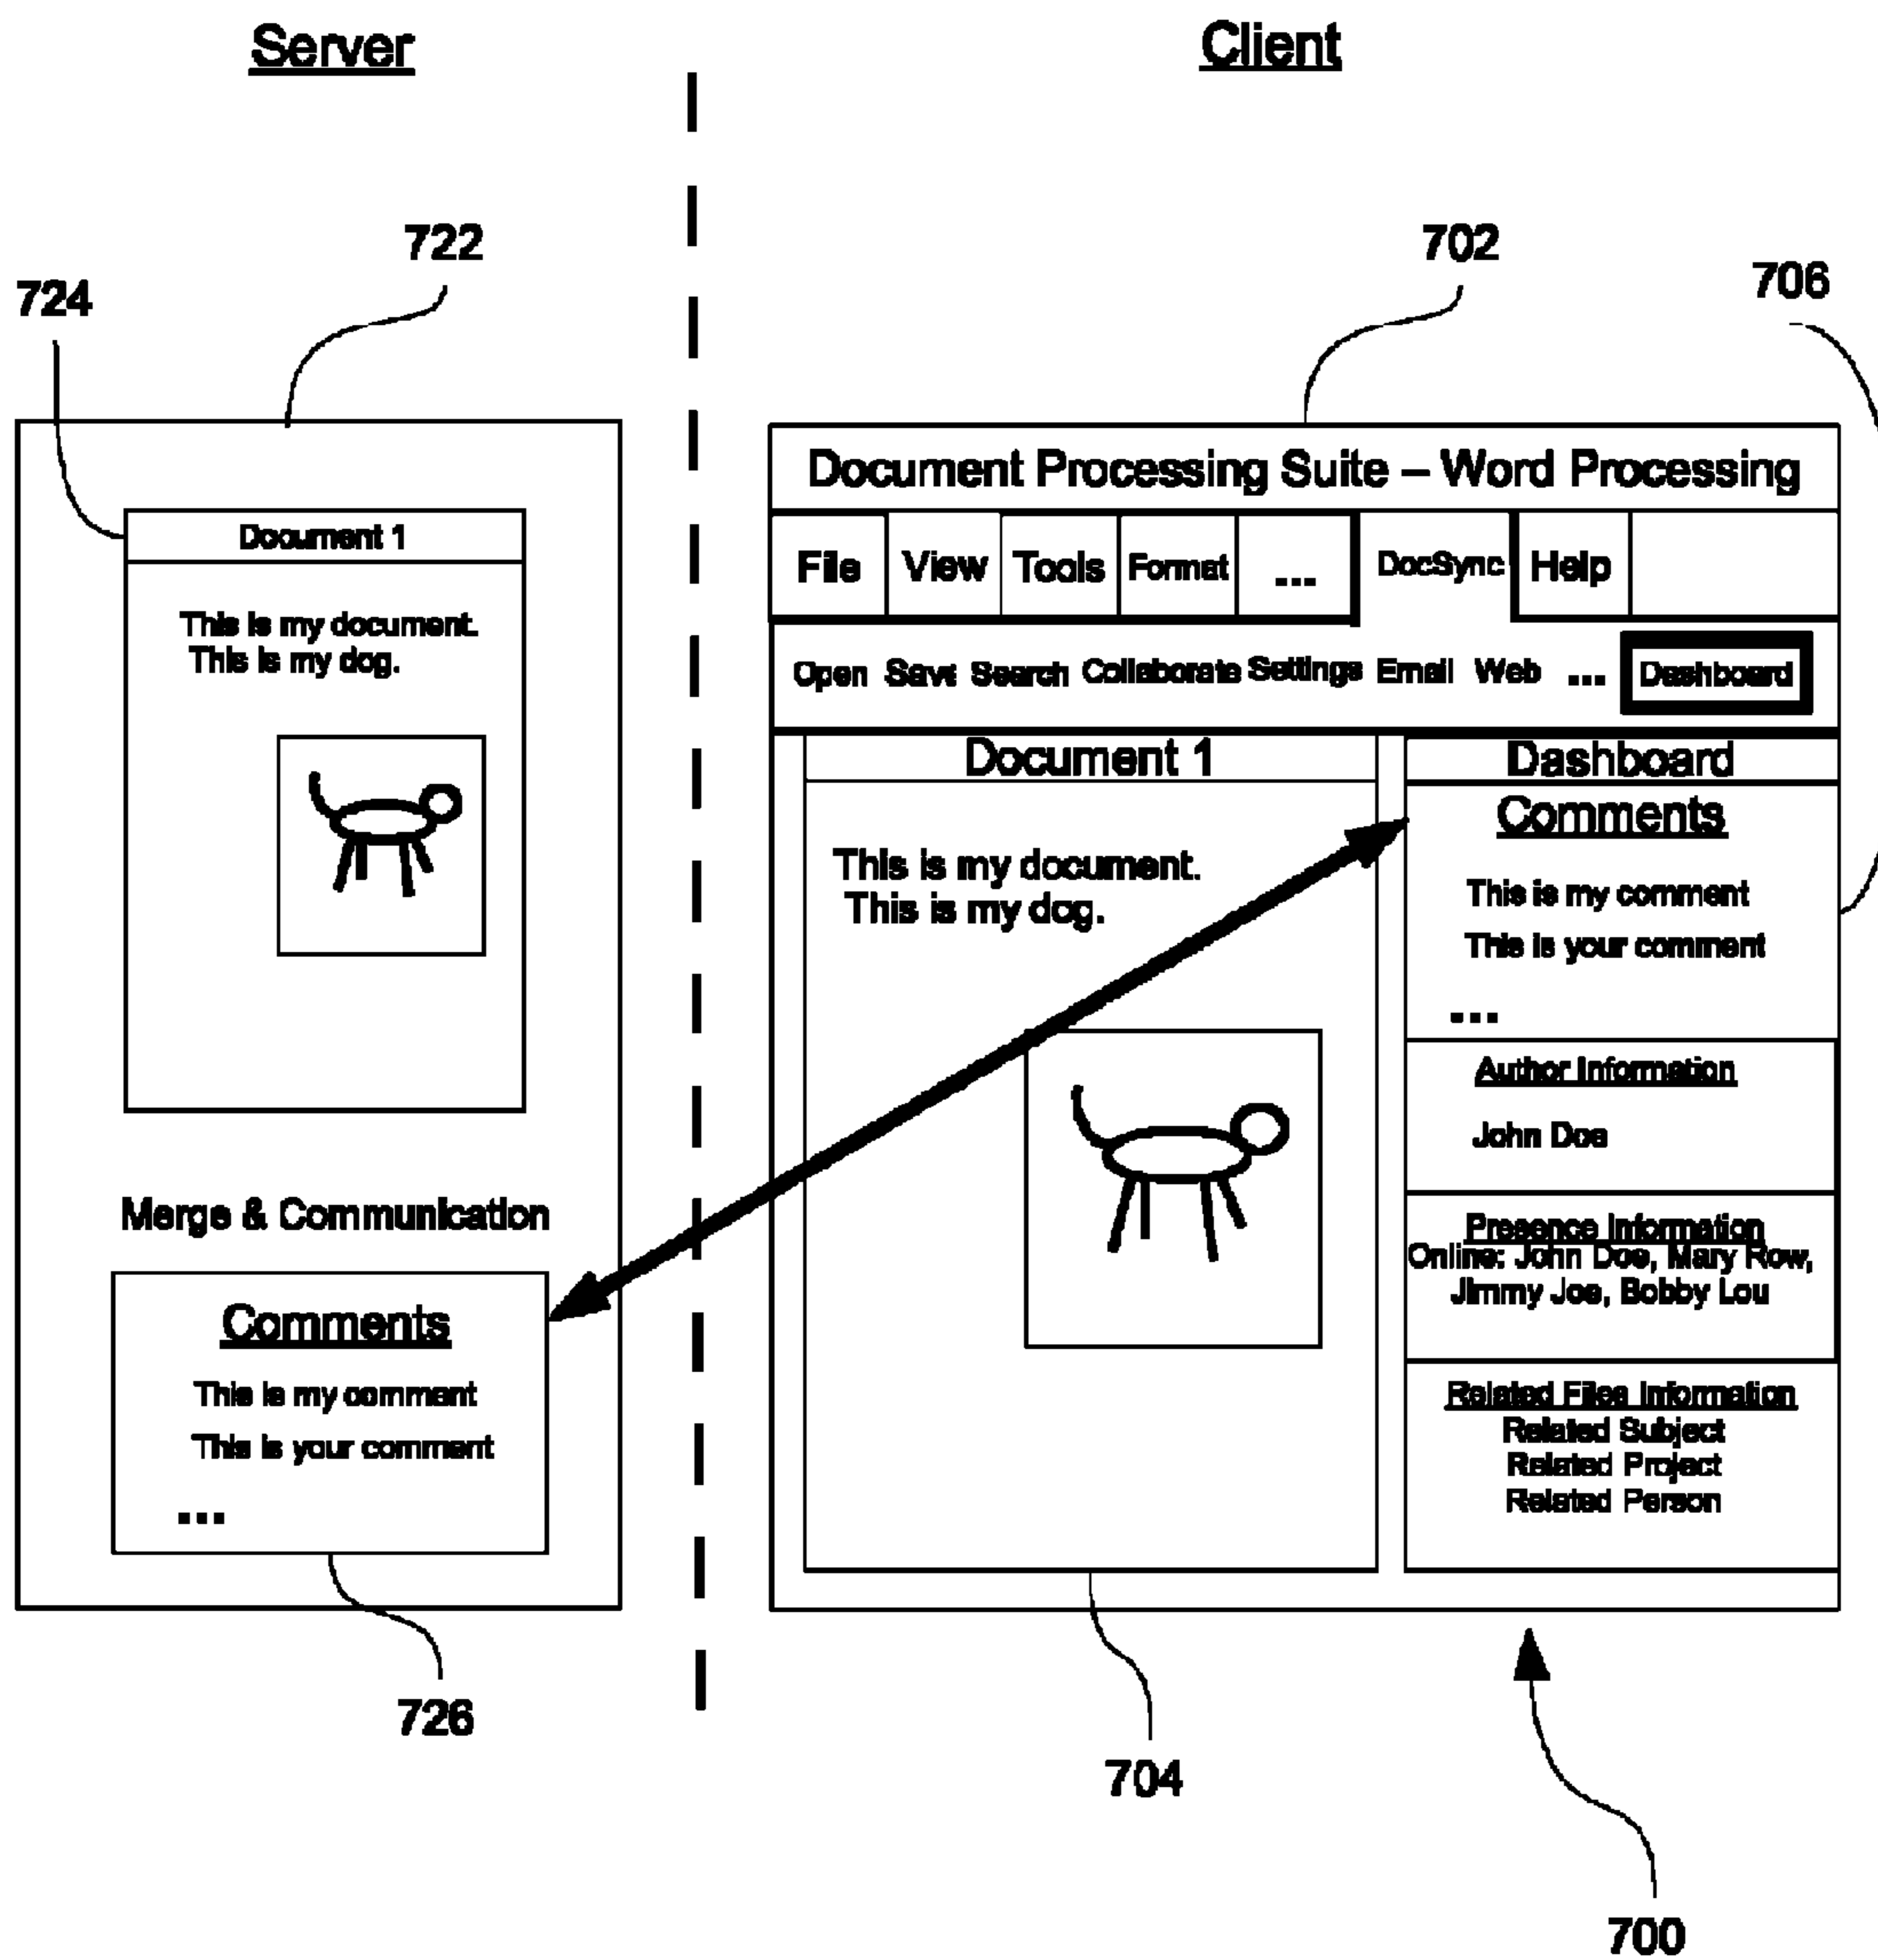 Server
Client
722
702
706
724
Document 1
This is my document.
This is my dog.
Merge & Communication
Comments
This is my comment
This is your comment
...
726
Document Processing Suite – Word Processing
File View Tools Format ... DocSync Help
Open Save Search Collaborate Settings Email Web ... Dashboard
Document 1
This is my document.
This is my dog.
Dashboard
Comments
This is my comment
This is your comment
...
Author Information
John Doe
Presence Information
Online: John Doe, Mary Row,
Jimmy Joe, Bobby Lou
Related Files Information
Related Subject
Related Project
Related Person
704
700